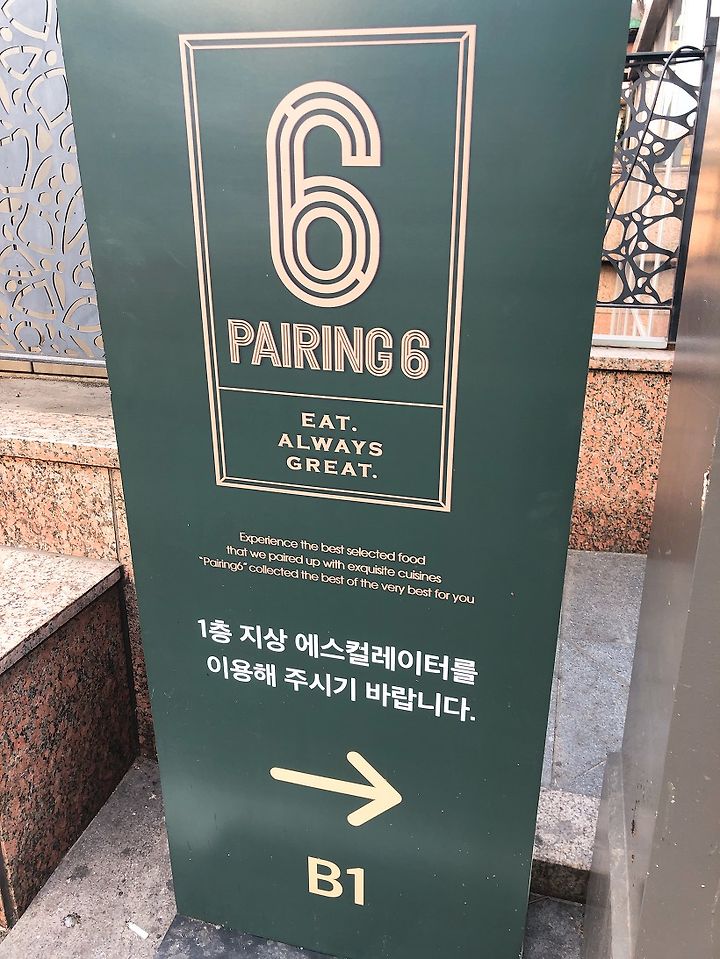 6
PAIRING 6
EAT.
ALWAYS
GREAT.
Experience the best selected food
that we paired up with exquisite cuisines
"Pairing6" collected the best of the very best for you
1층 지상 에스컬레이터를
이용해 주시기 바랍니다.
B1